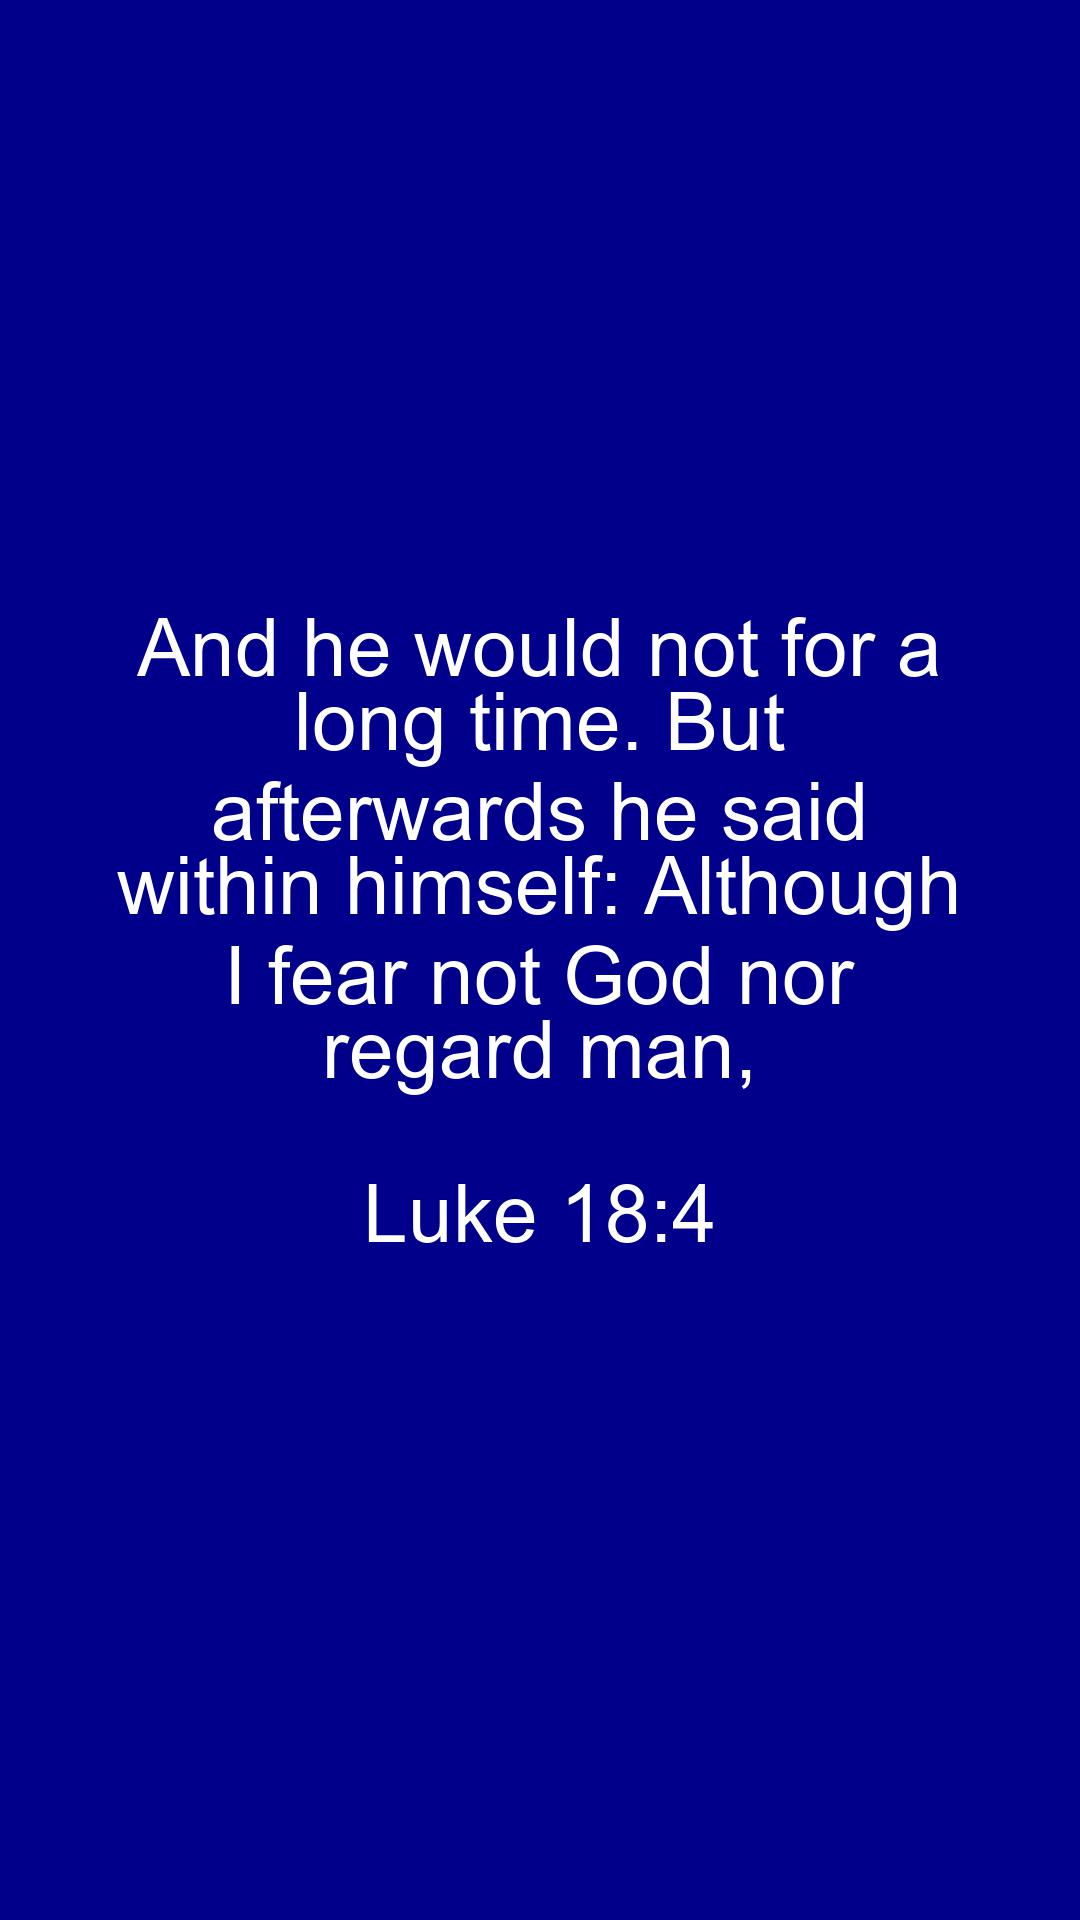 And he would not for a
long time. But
afterwards he said
within himself: Although
I fear not God nor
regard man,
Luke 18:4